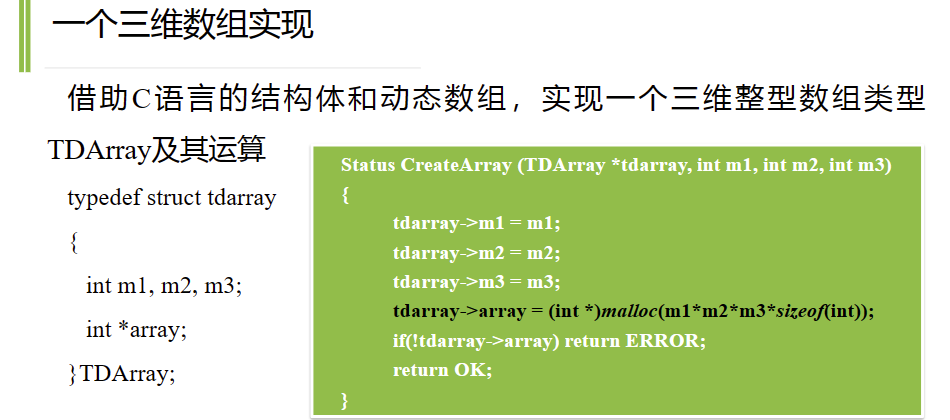 一个三维数组实现
借助C语言的结构体和动态数组，实现一个三维整型数组类型
TDArray及其运算
typedef struct tdarray
{
int m1, m2, m3;
int *array;
}TDArray;
Status CreateArray (TDArray *tdarray, int m1, int m2, int m3)
{
tdarray->m1 = m1;
tdarray->m2 = m2;
tdarray->m3 = m3;
tdarray->array = (int *)malloc(m1*m2*m3*sizeof(int));
if(!tdarray->array) return ERROR;
return OK;
}